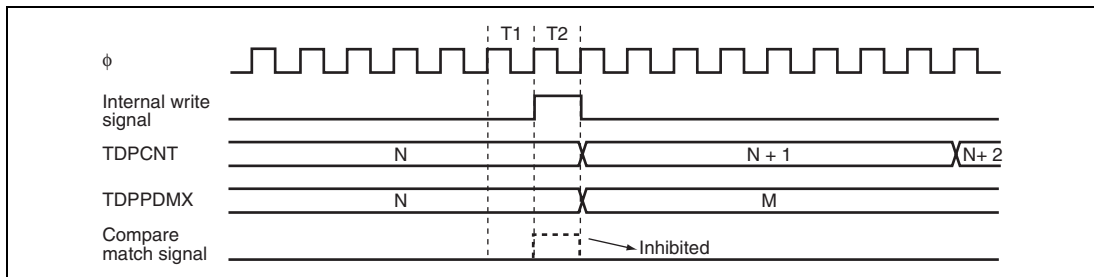 T1 T2
ϕ
Internal write
signal
TDPCNT N N + 1 N+ 2
TDPPDMX N M
Compare
match signal Inhibited